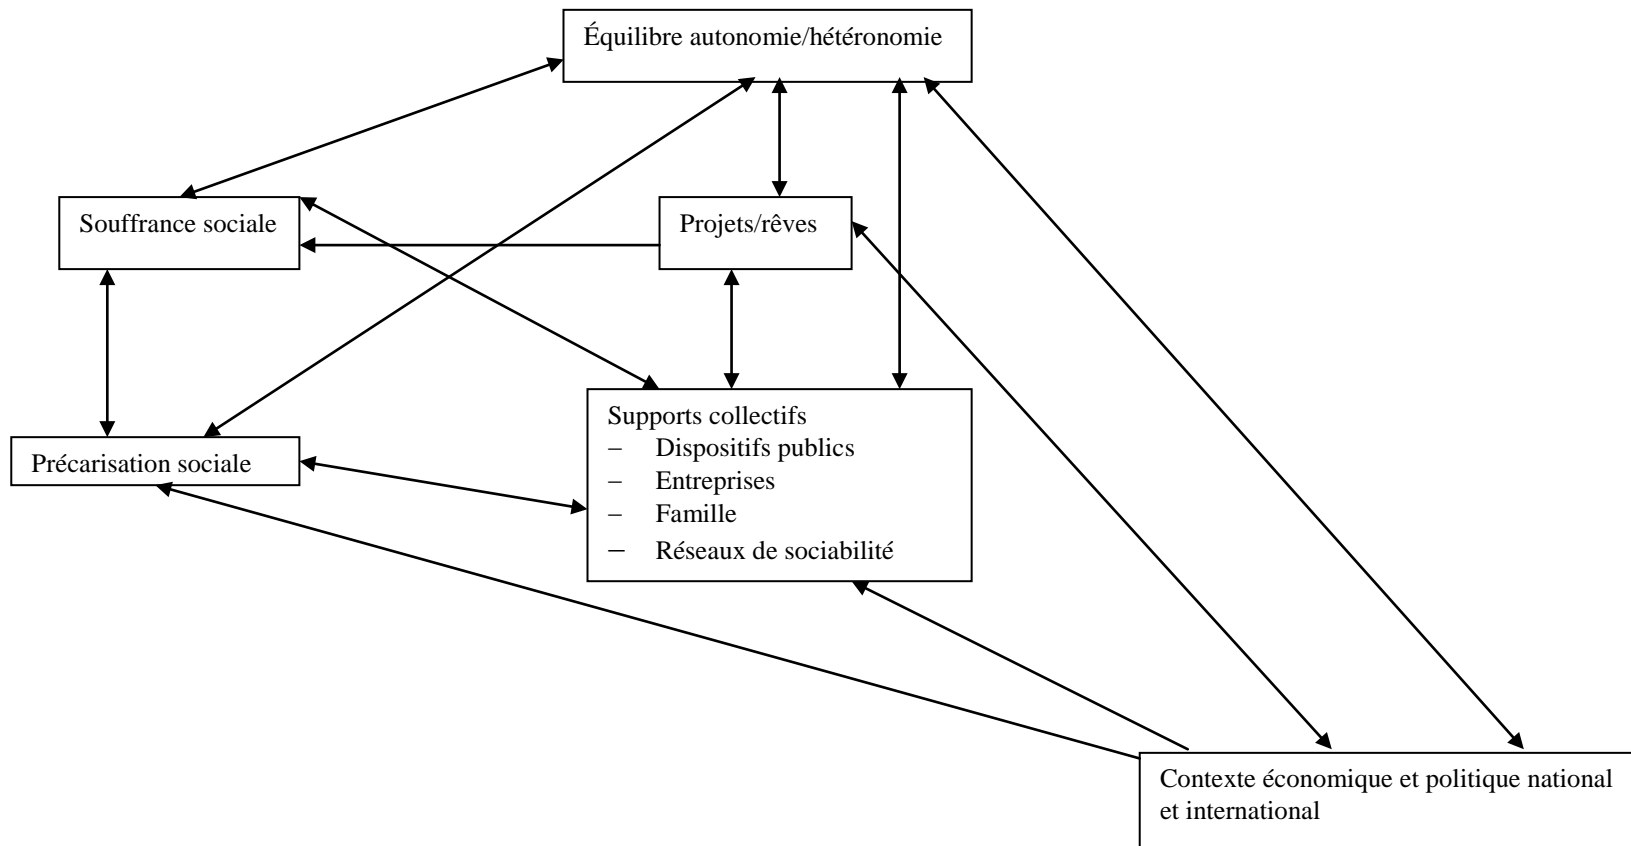 Équilibre autonomie/hétéronomie
Souffrance sociale
Projets/rêves
Supports collectifs
– Dispositifs publics
– Entreprises
– Famille
– Réseaux de sociabilité
Précarisation sociale
Contexte économique et politique national
et international